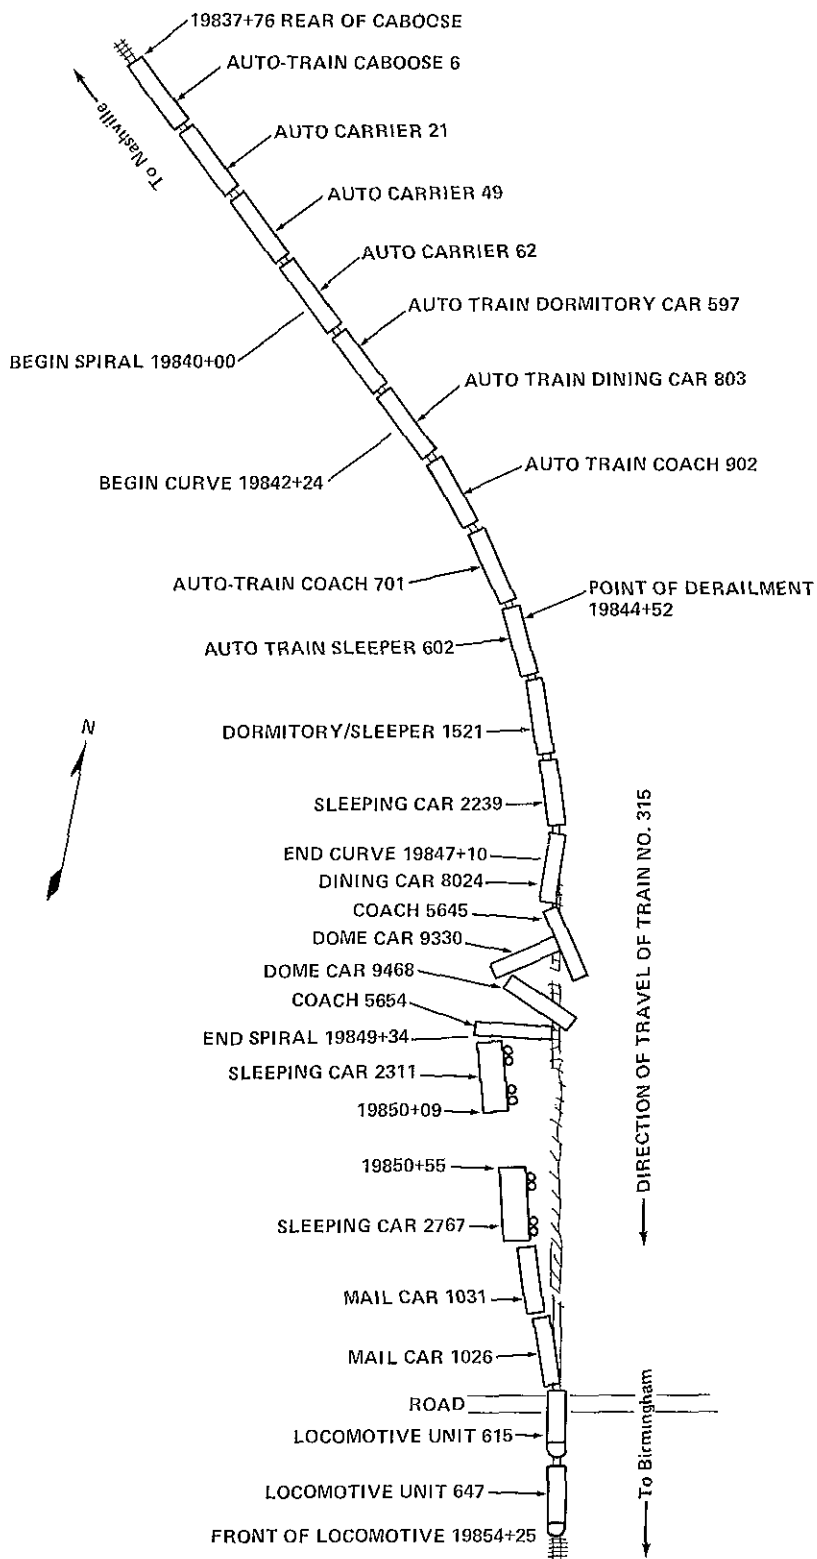 19837+76 REAR OF CABOOSE
AUTO-TRAIN CABOOSE 6
To Nashville
AUTO CARRIER 21
AUTO CARRIER 49
AUTO CARRIER 62
AUTO TRAIN DORMITORY CAR 597
BEGIN SPIRAL 19840+00
AUTO TRAIN DINING CAR 803
BEGIN CURVE 19842+24
AUTO TRAIN COACH 902
AUTO-TRAIN COACH 701
POINT OF DERAILMENT
19844+52
AUTO TRAIN SLEEPER 602
N
DORMITORY/SLEEPER 1521
SLEEPING CAR 2239
END CURVE 19847+10
DINING CAR 8024
COACH 5645
DOME CAR 9330
DOME CAR 9468
COACH 5654
END SPIRAL 19849+34
SLEEPING CAR 2311
19850+09
DIRECTION OF TRAVEL OF TRAIN NO. 315
19850+55
SLEEPING CAR 2767
MAIL CAR 1031
MAIL CAR 1026
ROAD
LOCOMOTIVE UNIT 615
To Birmingham
LOCOMOTIVE UNIT 647
FRONT OF LOCOMOTIVE 19854+25